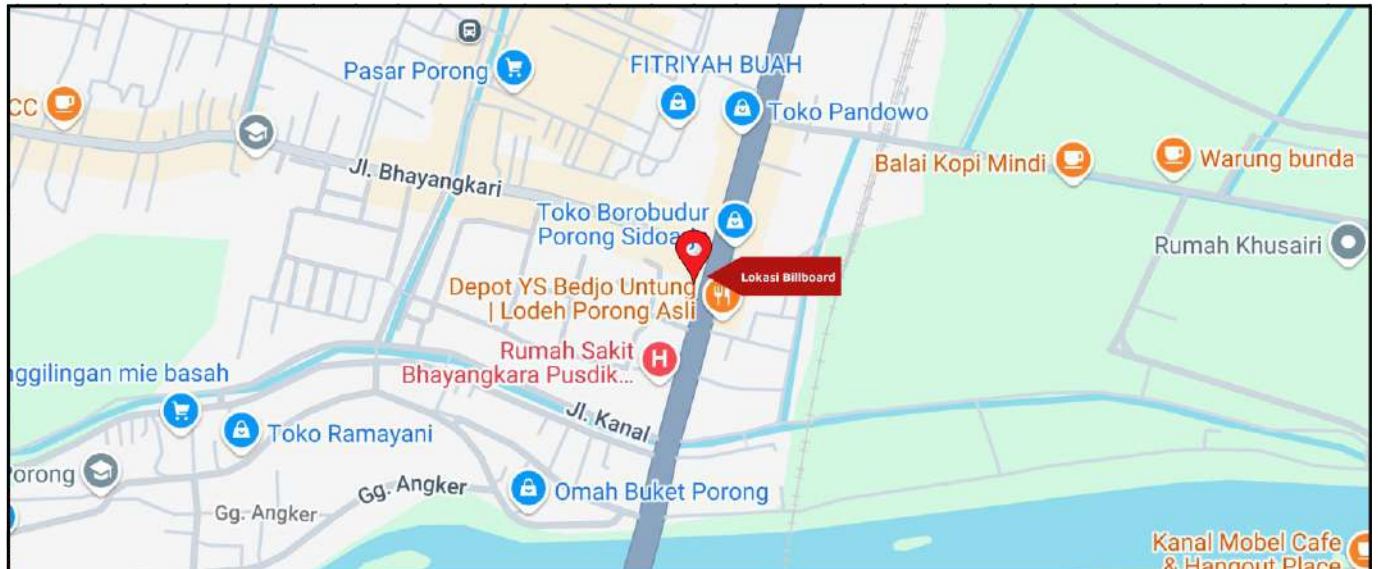 Pasar Porong
FITRIYAH BUAH
CC
Toko Pandowo
Jl. Bhayangkari
Balai Kopi Mindi
Warung bunda
Toko Borobudur
Porong
Rumah Khusairi
Lokasi Billboard
Depot YS Bedjo Untung
| Lodeh Porong Asli
Rumah Sakit
H
Bhayangkara Pusdik...
nggilingan mie basah
Jl. Kanal
Toko Ramayani
orong
Gg. Angker
Omah Buket Porong
Gg. Angker
Kanal Mobel Cafe
& Hangout Place